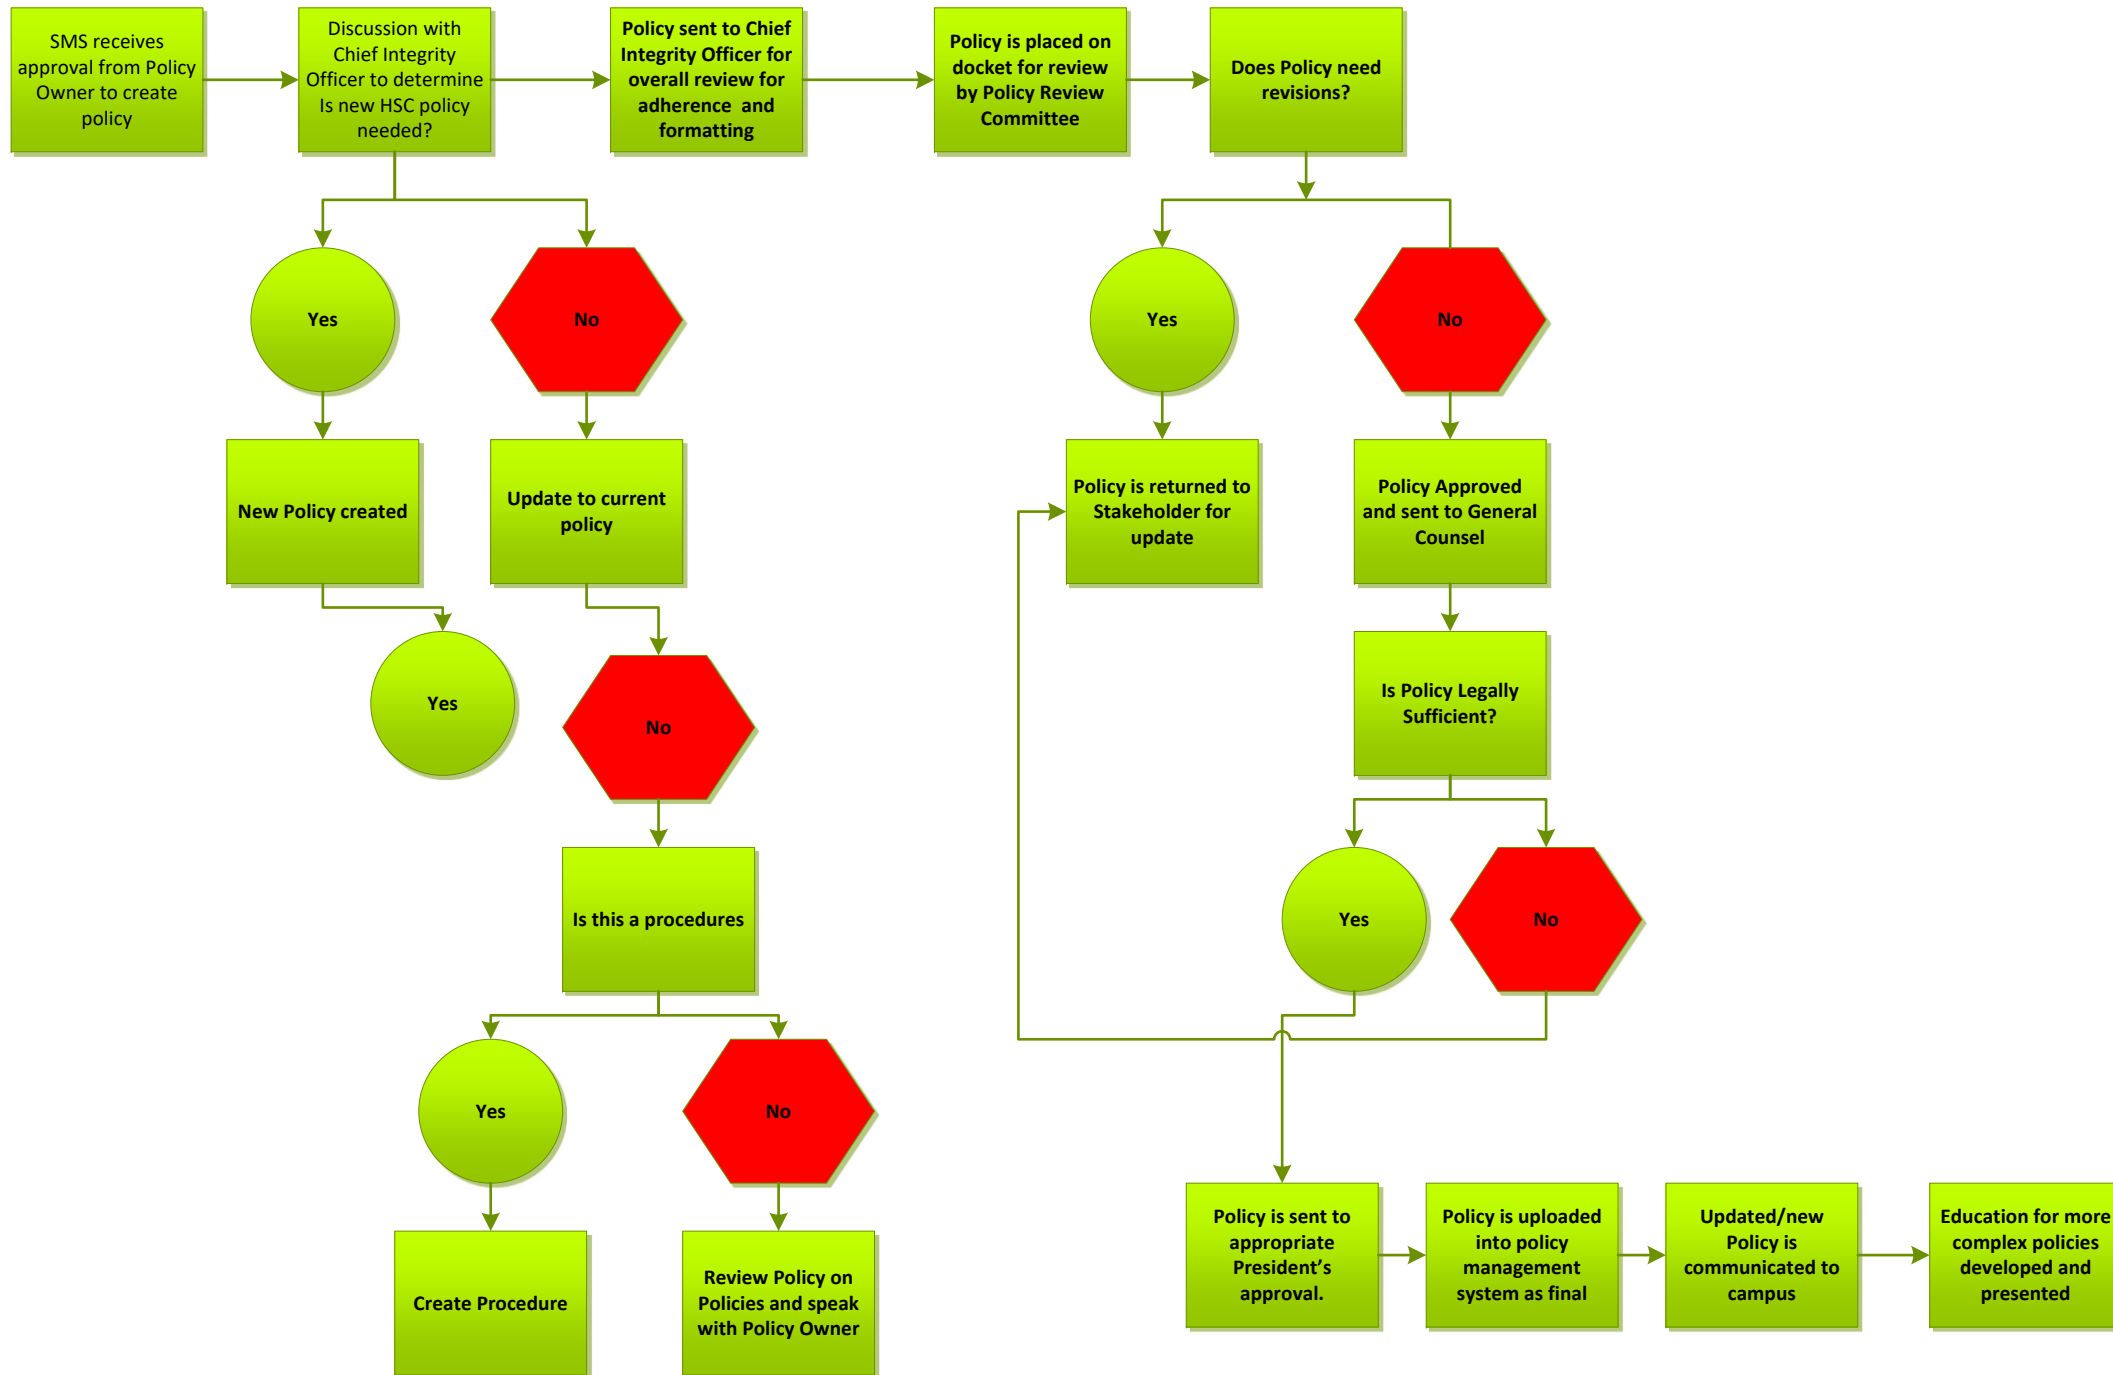 SMS receives
approval from Policy
Owner to create
policy
Discussion with
Chief Integrity
Officer to determine
Is new HSC policy
needed?
Policy sent to Chief
Integrity Officer for
overall review for
adherence and
formatting
Policy is placed on
docket for review
by Policy Review
Committee
Does Policy need
revisions?
Yes
No
Yes
No
New Policy created
Update to current
policy
Policy is returned to
Stakeholder for
update
Policy Approved
and sent to General
Counsel
Yes
No
Is Policy Legally
Sufficient?
Is this a procedures
Yes
No
Yes
No
Create Procedure
Review Policy on
Policies and speak
with Policy Owner
Policy is sent to
appropriate
President’s
approval.
Policy is uploaded
into policy
management
system as final
Updated/new
Policy is
communicated to
campus
Education for more
complex policies
developed and
presented